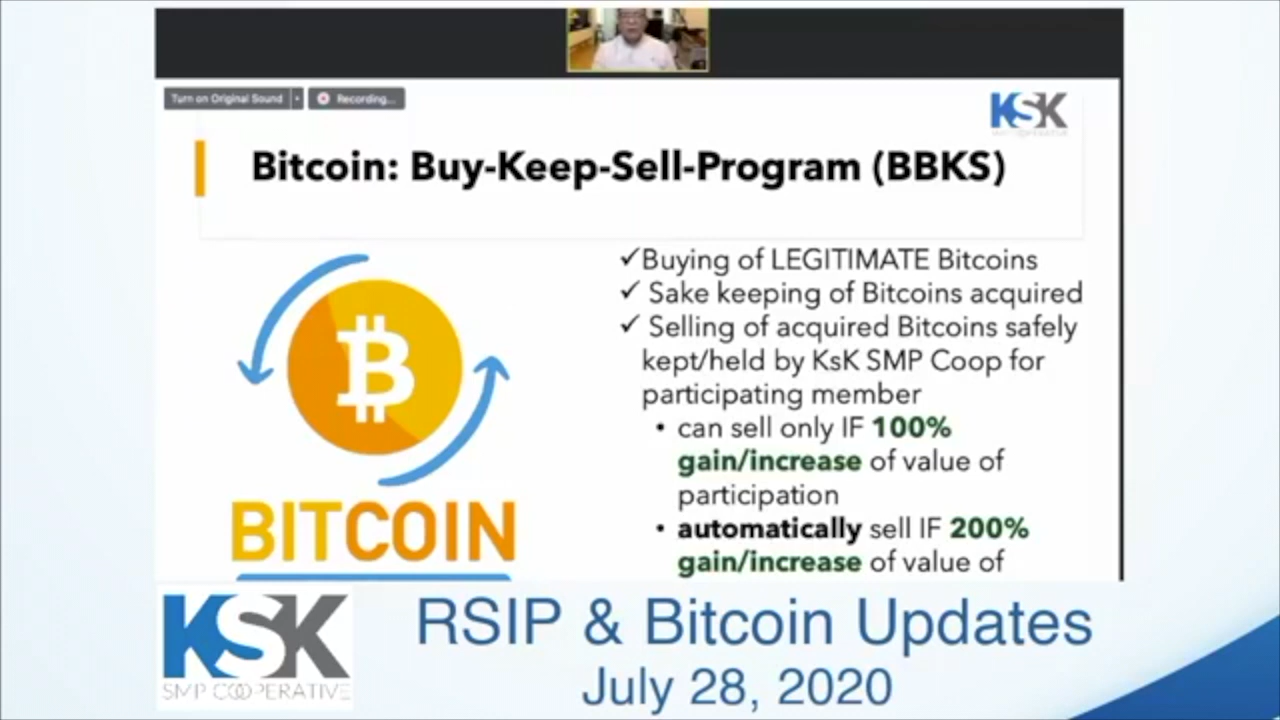 Turn on Original Sound
Recording...
KSK
Bitcoin: Buy-Keep-Sell-Program (BBKS)
✓Buying of LEGITIMATE Bitcoins
✓ Sake keeping of Bitcoins acquired
✓ Selling of acquired Bitcoins safely
kept/held by KsK SMP Coop for
participating member
• can sell only IF 100%
gain/increase of value of
participation
• automatically sell IF 200%
gain/increase of value of
BITCOIN
KSK
SMP COOPERATIVE
RSIP & Bitcoin Updates
July 28, 2020